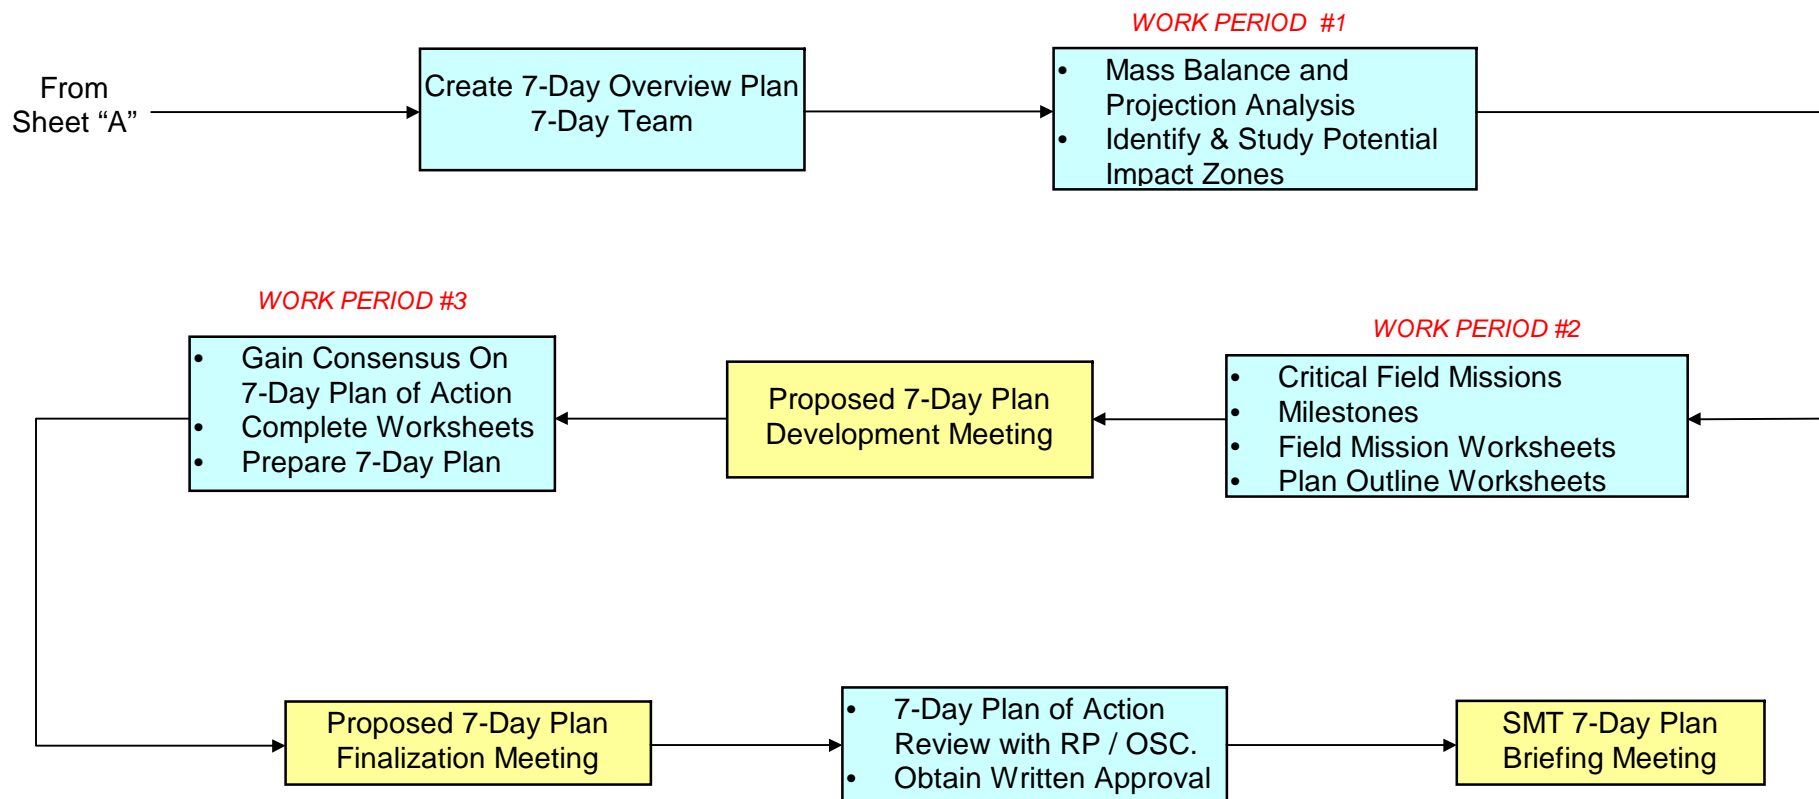 WORK PERIOD  #1
From
Sheet “A”
Create 7-Day Overview Plan
7-Day Team
• Mass Balance and
Projection Analysis
• Identify & Study Potential
Impact Zones
WORK PERIOD #3
• Gain Consensus On
7-Day Plan of Action
• Complete Worksheets
• Prepare 7-Day Plan
Proposed 7-Day Plan
Development Meeting
WORK PERIOD #2
• Critical Field Missions
• Milestones
• Field Mission Worksheets
• Plan Outline Worksheets
Proposed 7-Day Plan
Finalization Meeting
• 7-Day Plan of Action
Review with RP / OSC.
• Obtain Written Approval
SMT 7-Day Plan
Briefing Meeting